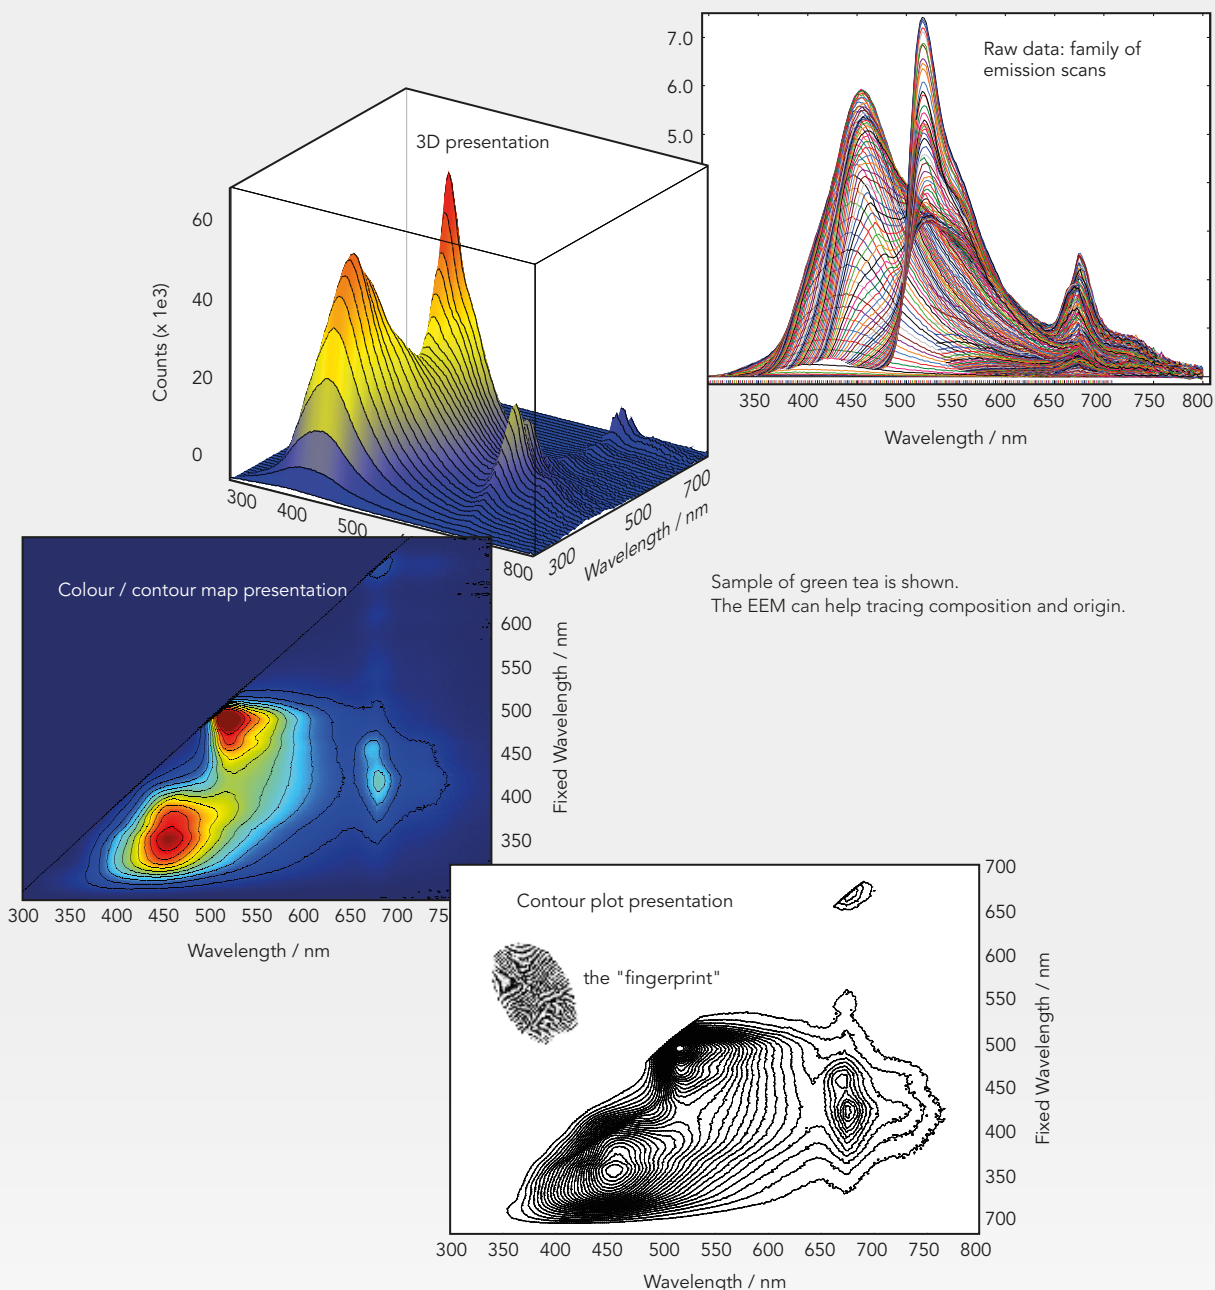 7.0
6.0
5.0
Raw data: family of
emission scans
350 400 450 500 550 600 650 700 750 800
Wavelength / nm
3D presentation
60
40
20
0
Counts (x 1e3)
300 400 500 800
300 500 700
Wavelength / nm
Sample of green tea is shown.
The EEM can help tracing composition and origin.
Colour / contour map presentation
600
550
500
450
400
350
Fixed Wavelength / nm
300 350 400 450 500 550 600 650 700 75
Wavelength / nm
Contour plot presentation
the "fingerprint"
700
650
600
550
500
450
400
350
700
Fixed Wavelength / nm
300 350 400 450 500 550 600 650 700 750 800
Wavelength / nm